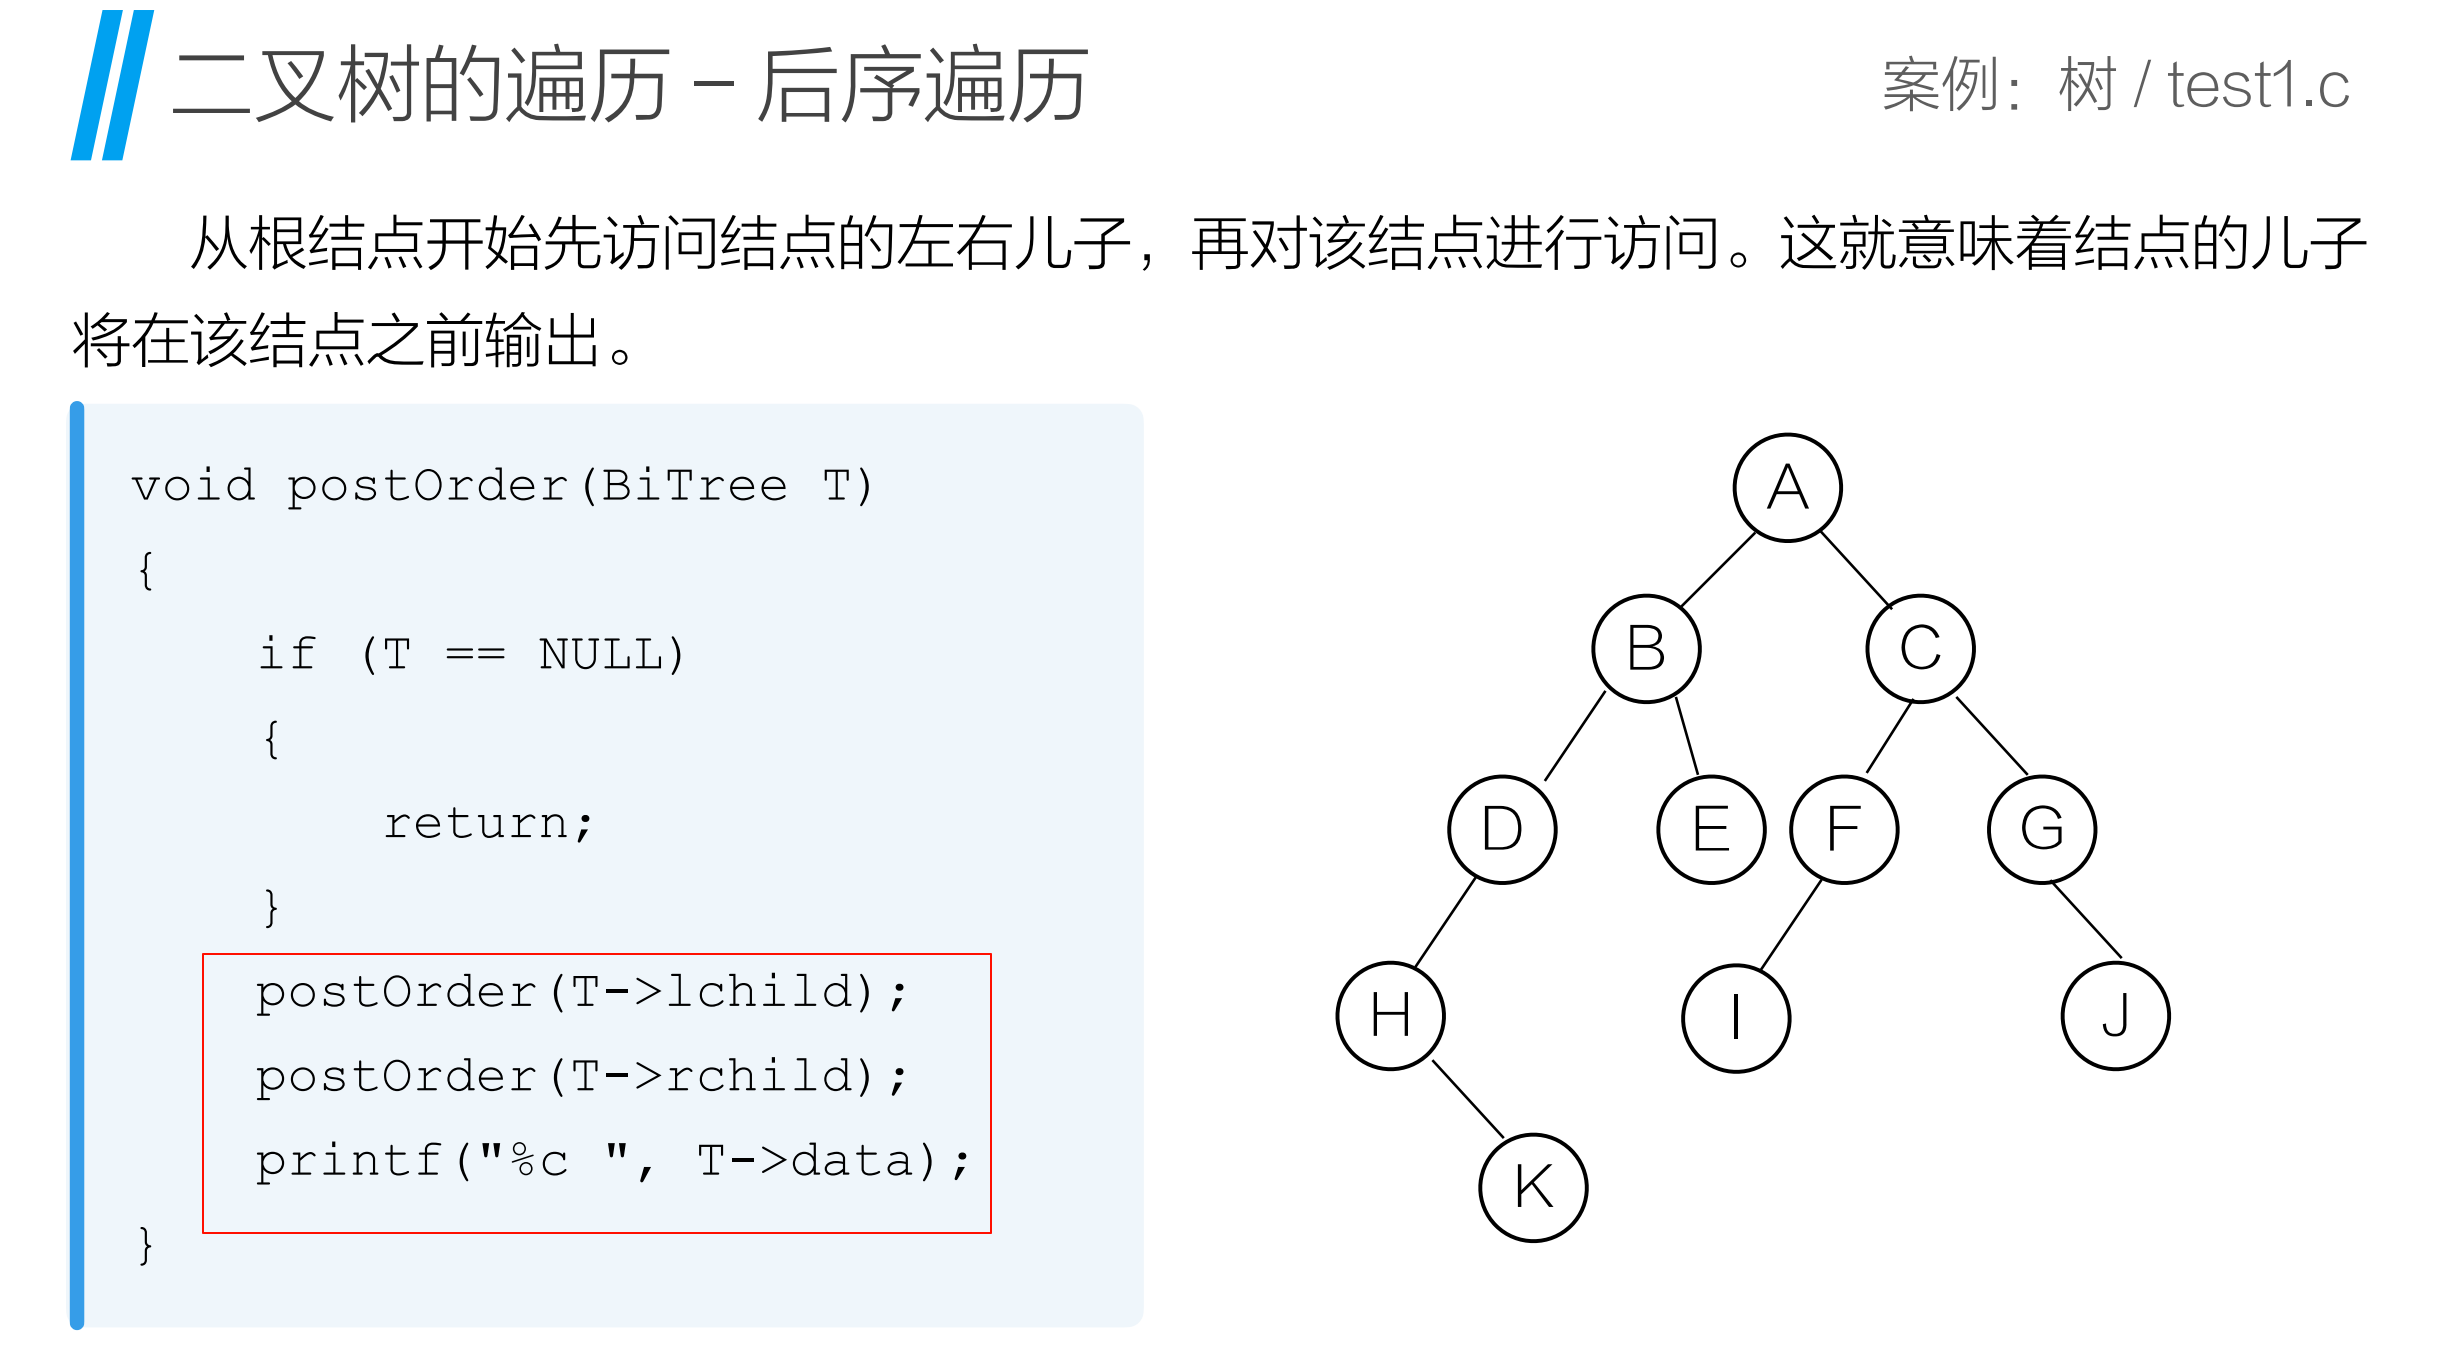 二叉树的遍历 – 后序遍历
案例：树 / test1.c
从根结点开始先访问结点的左右儿子，再对该结点进行访问。这就意味着结点的儿子
将在该结点之前输出。
void postOrder(BiTree T)
{
    if (T == NULL)
    {
        return;
    }
    postOrder(T->lchild);
    postOrder(T->rchild);
    printf("%c ", T->data);
}
A
B C
D E F G
H I J
K